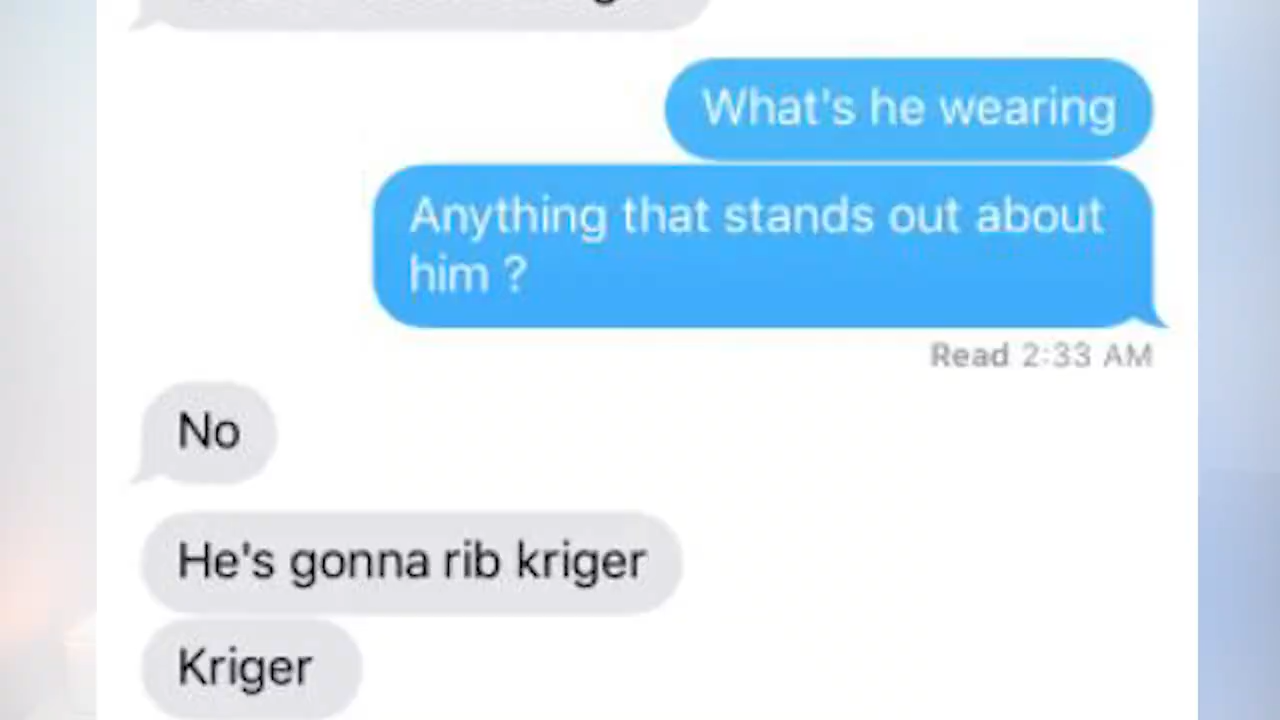 What's he wearing
Anything that stands out about
him ?
Read 2:33 AM
No
He's gonna rib kriger
Kriger